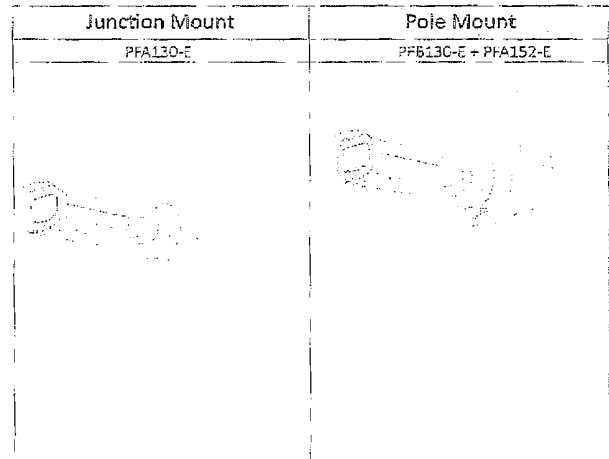 Junction Mount
Pole Mount
PFA130-E
PFB130-E + PFA152-E